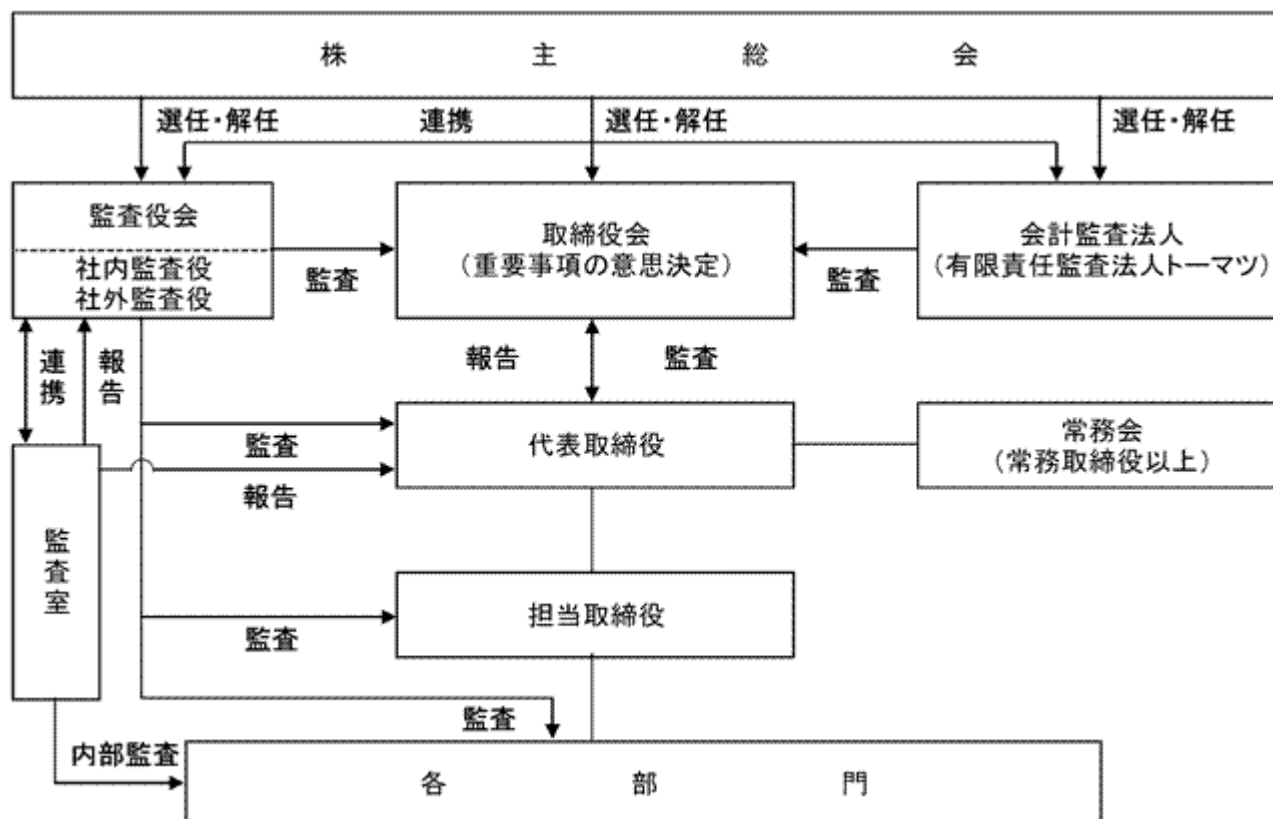 株主総会
選任・解任
連携
選任・解任
選任・解任
監査役会
社内監査役
社外監査役
監査
取締役会
(重要事項の意思決定)
監査
会計監査法人
(有限責任監査法人トーマツ)
連携
報告
報告
監査
監査
代表取締役
常務会
(常務取締役以上)
報告
監査室
担当取締役
監査
監査
内部監査
各部門